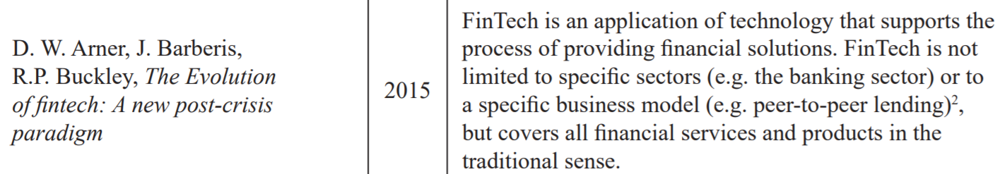 D. W. Arner, J. Barberis,
R.P. Buckley, The Evolution
of fintech: A new post-crisis
paradigm
2015
FinTech is an application of technology that supports the
process of providing financial solutions. FinTech is not
limited to specific sectors (e.g. the banking sector) or to
a specific business model (e.g. peer-to-peer lending)²,
but covers all financial services and products in the
traditional sense.